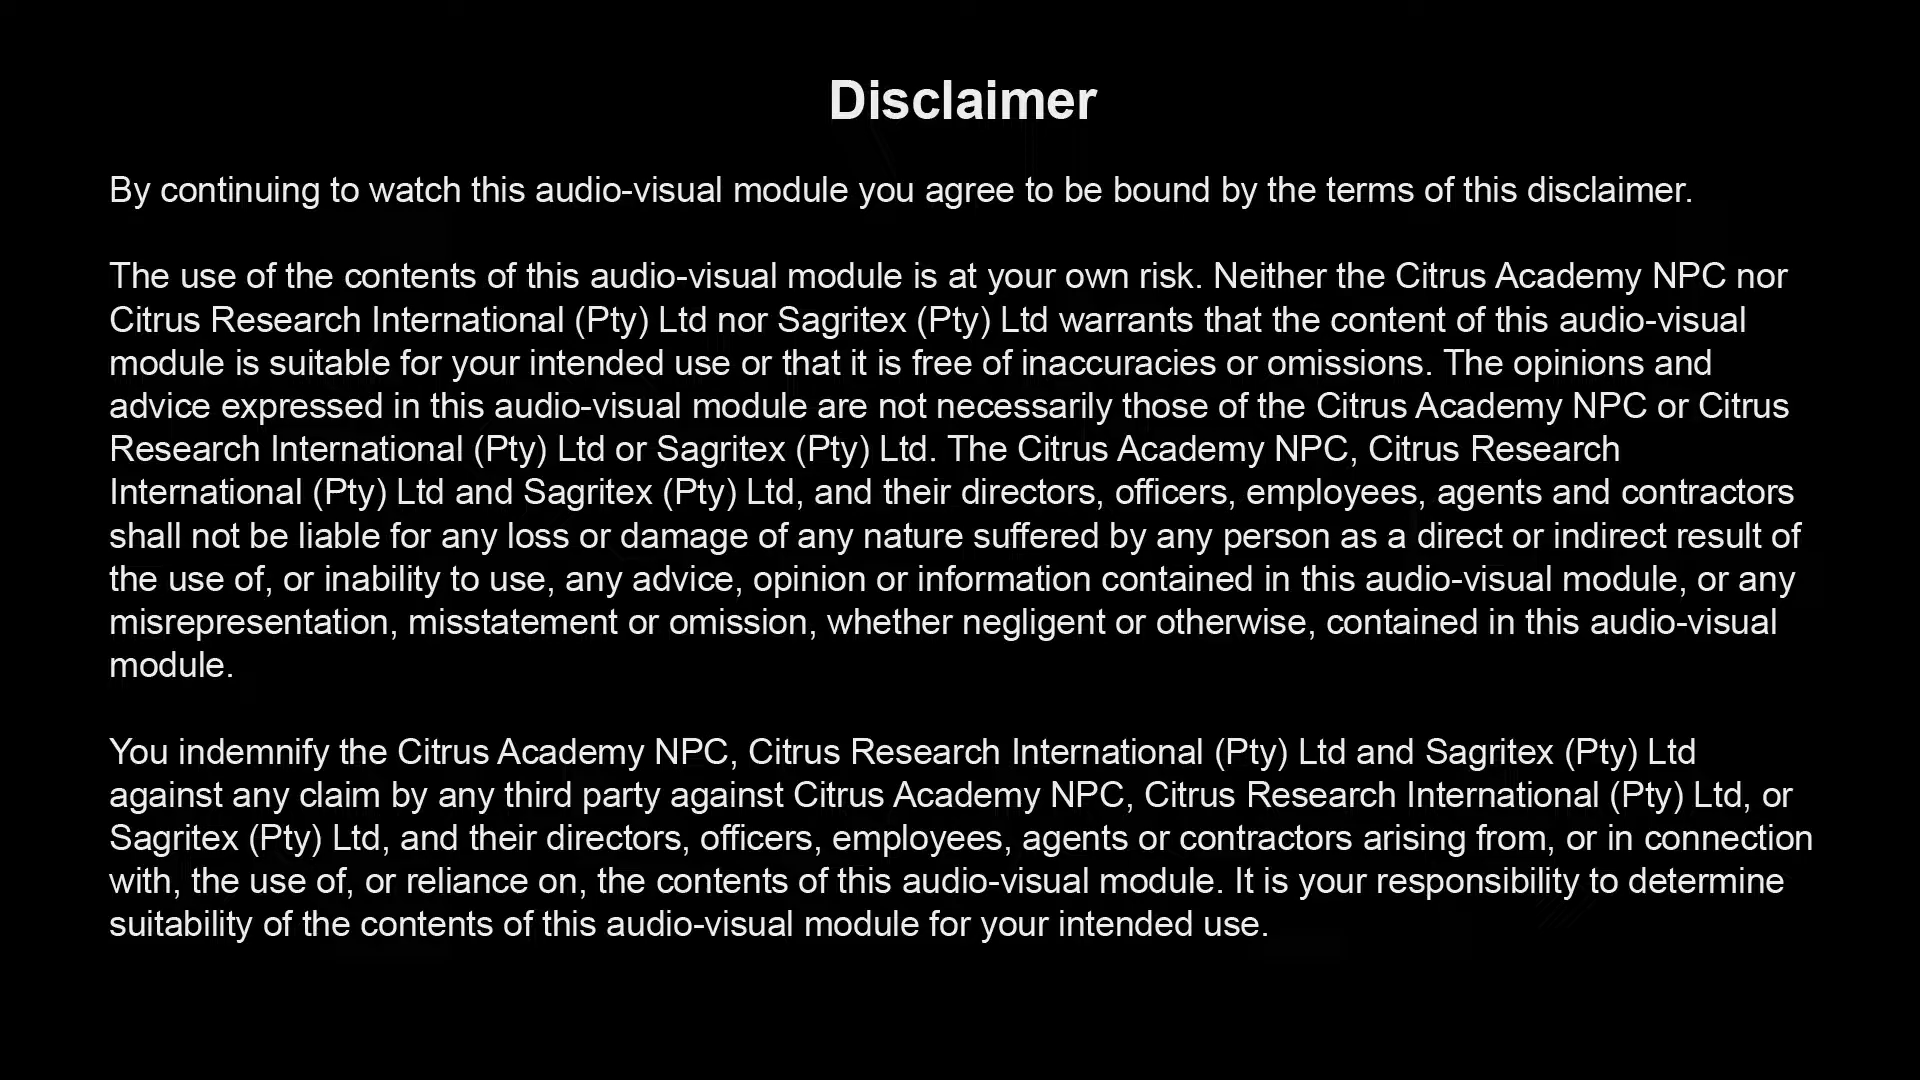 Disclaimer
By continuing to watch this audio-visual module you agree to be bound by the terms of this disclaimer.
The use of the contents of this audio-visual module is at your own risk. Neither the Citrus Academy NPC nor
Citrus Research International (Pty) Ltd nor Sagritex (Pty) Ltd warrants that the content of this audio-visual
module is suitable for your intended use or that it is free of inaccuracies or omissions. The opinions and
advice expressed in this audio-visual module are not necessarily those of the Citrus Academy NPC or Citrus
Research International (Pty) Ltd or Sagritex (Pty) Ltd. The Citrus Academy NPC, Citrus Research
International (Pty) Ltd and Sagritex (Pty) Ltd, and their directors, officers, employees, agents and contractors
shall not be liable for any loss or damage of any nature suffered by any person as a direct or indirect result of
the use of, or inability to use, any advice, opinion or information contained in this audio-visual module, or any
misrepresentation, misstatement or omission, whether negligent or otherwise, contained in this audio-visual
module.
You indemnify the Citrus Academy NPC, Citrus Research International (Pty) Ltd and Sagritex (Pty) Ltd
against any claim by any third party against Citrus Academy NPC, Citrus Research International (Pty) Ltd, or
Sagritex (Pty) Ltd, and their directors, officers, employees, agents or contractors arising from, or in connection
with, the use of, or reliance on, the contents of this audio-visual module. It is your responsibility to determine
suitability of the contents of this audio-visual module for your intended use.